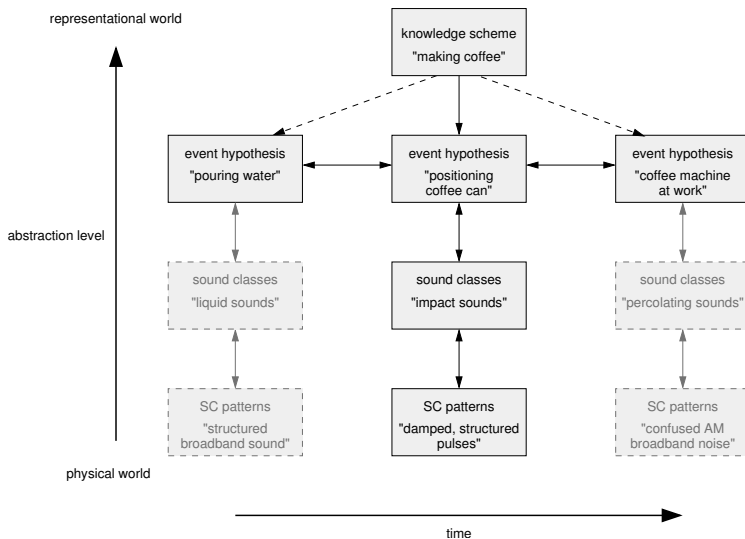 representational world
knowledge scheme
"making coffee"
event hypothesis
"pouring water"
event hypothesis
"positioning
coffee can"
event hypothesis
"coffee machine
at work"
abstraction level
sound classes
"liquid sounds"
sound classes
"impact sounds"
sound classes
"percolating sounds"
SC patterns
"structured
broadband sound"
SC patterns
"damped, structured
pulses"
SC patterns
"confused AM
broadband noise"
physical world
time